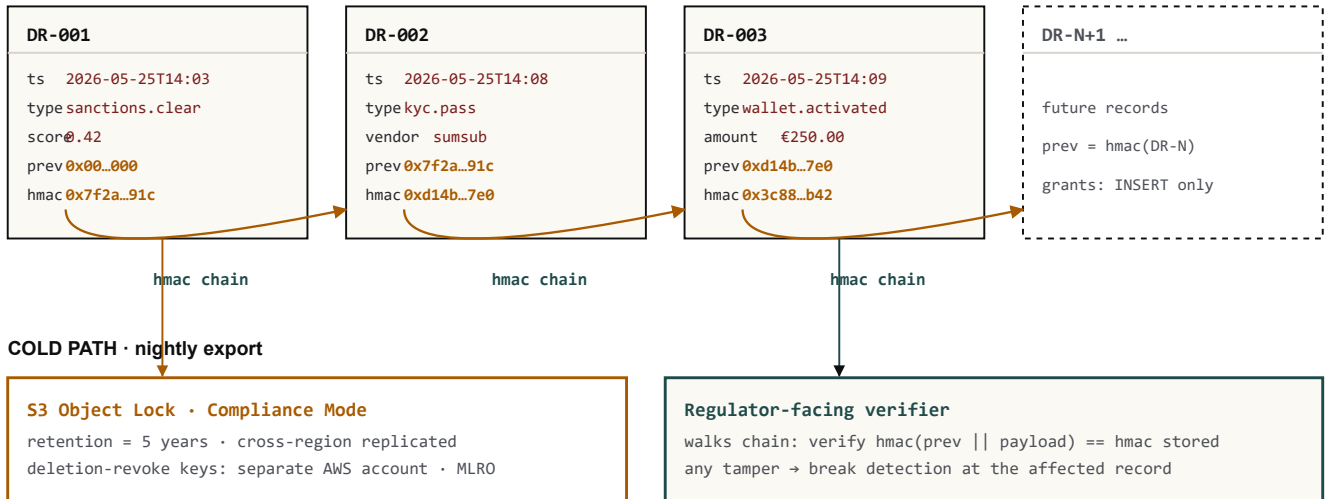 DR-001
ts 2026-05-25T14:03
type sanctions.clear
score 0.42
prev 0x00…000
hmac 0x7f2a…91c
DR-002
ts 2026-05-25T14:08
type kyc.pass
vendor sumsub
prev 0x7f2a…91c
hmac 0xd14b…7e0
DR-003
ts 2026-05-25T14:09
type wallet.activated
amount €250.00
prev 0xd14b…7e0
hmac 0x3c88…b42
DR-N+1 …
future records
prev = hmac(DR-N)
grants: INSERT only
hmac chain
hmac chain
hmac chain
COLD PATH · nightly export
S3 Object Lock · Compliance Mode
retention = 5 years · cross-region replicated
deletion-revoke keys: separate AWS account · MLRO
Regulator-facing verifier
walks chain: verify hmac(prev || payload) == hmac stored
any tamper → break detection at the affected record